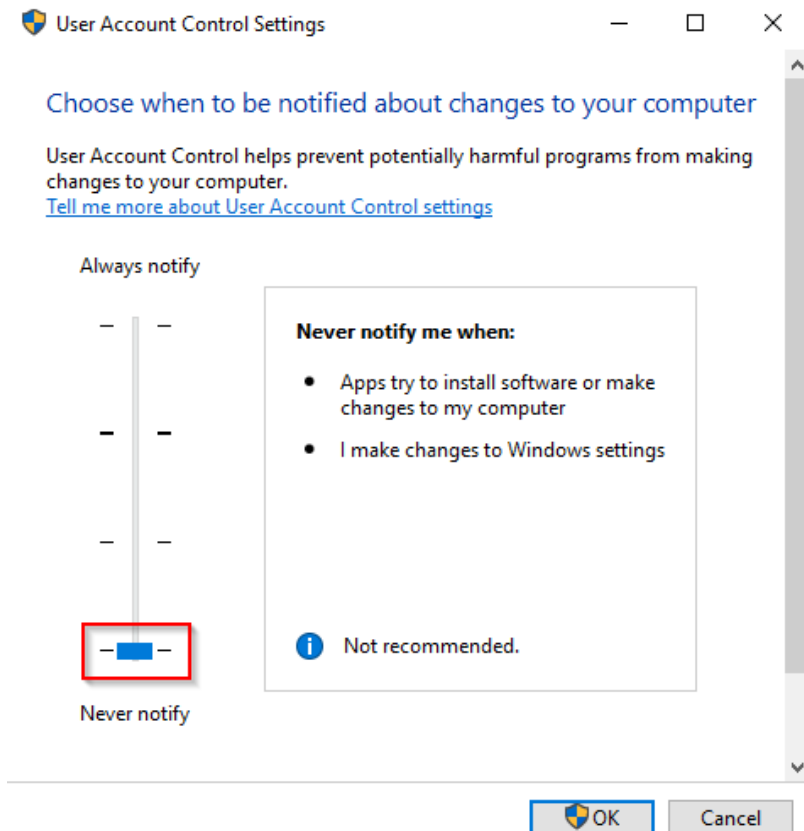 User Account Control Settings
Choose when to be notified about changes to your computer
User Account Control helps prevent potentially harmful programs from making
changes to your computer.
Tell me more about User Account Control settings
Always notify
Never notify me when:
Apps try to install software or make
changes to my computer
I make changes to Windows settings
Not recommended.
Never notify
OK
Cancel